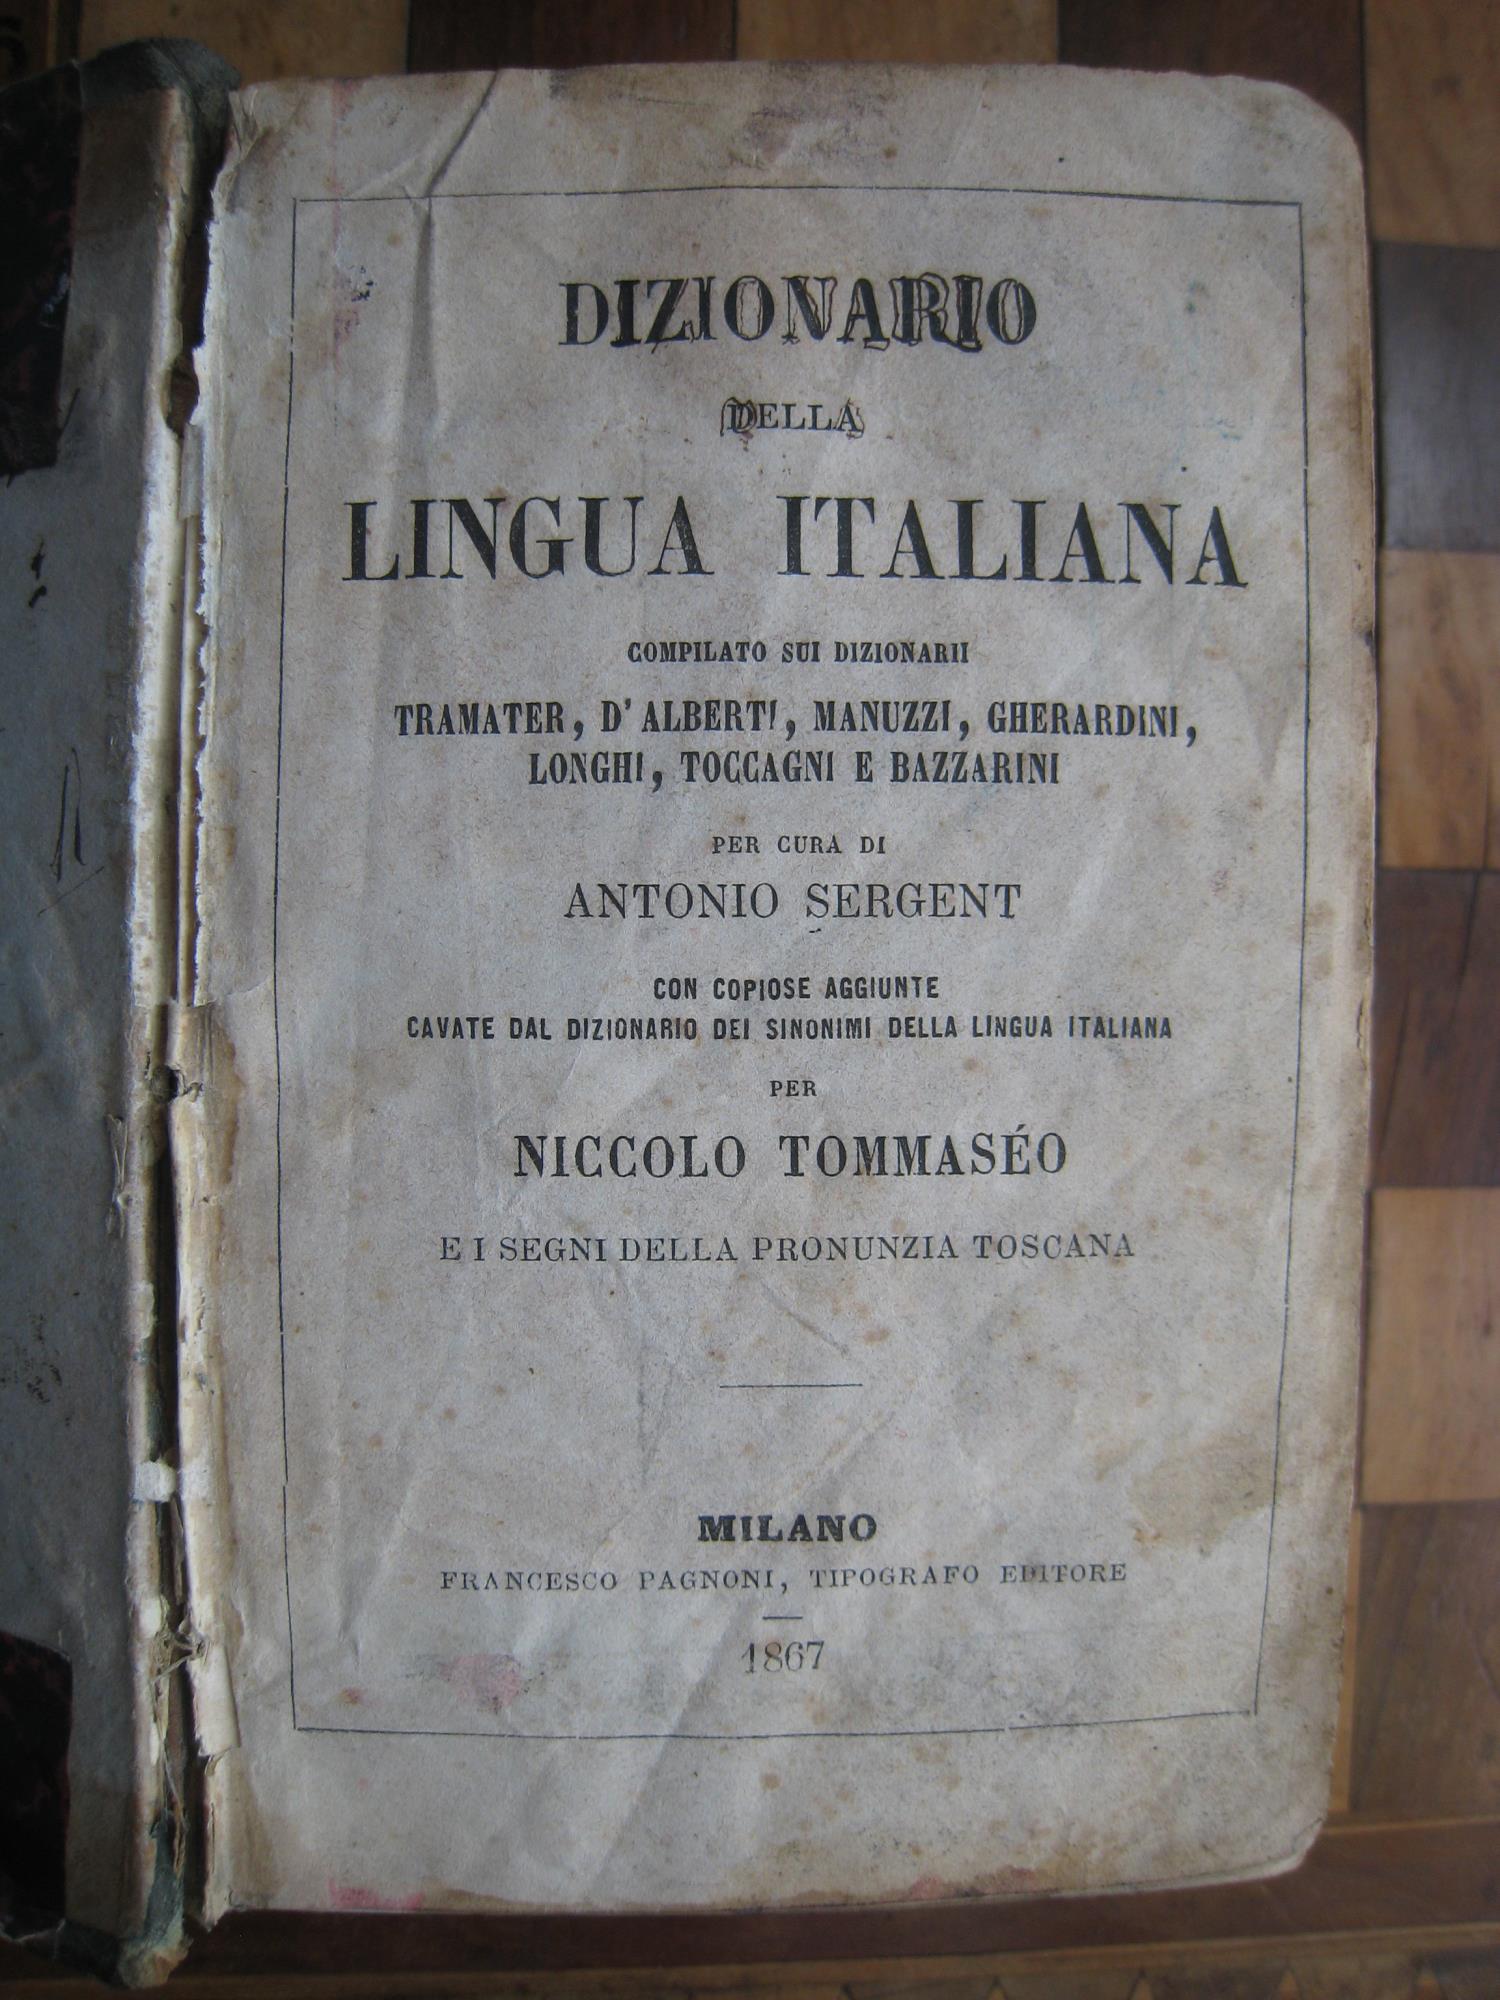 DIZIONARIO
DELLA
LINGUA ITALIANA
COMPILATO SUI DIZIONARII
TRAMATER, D'ALBERTI, MANUZZI, GHERARDINI,
LONGHI, TOCCAGNI E BAZZARINI
PER CURA DI
ANTONIO SERGENT
CON COPIOSE AGGIUNTE
CAVATE DAL DIZIONARIO DEI SINONIMI DELLA LINGUA ITALIANA
PER
NICCOLO TOMMASÉO
E I SEGNI DELLA PRONUNZIA TOSCANA
MILANO
FRANCESCO PAGNONI, TIPOGRAFO EDITORE
1867